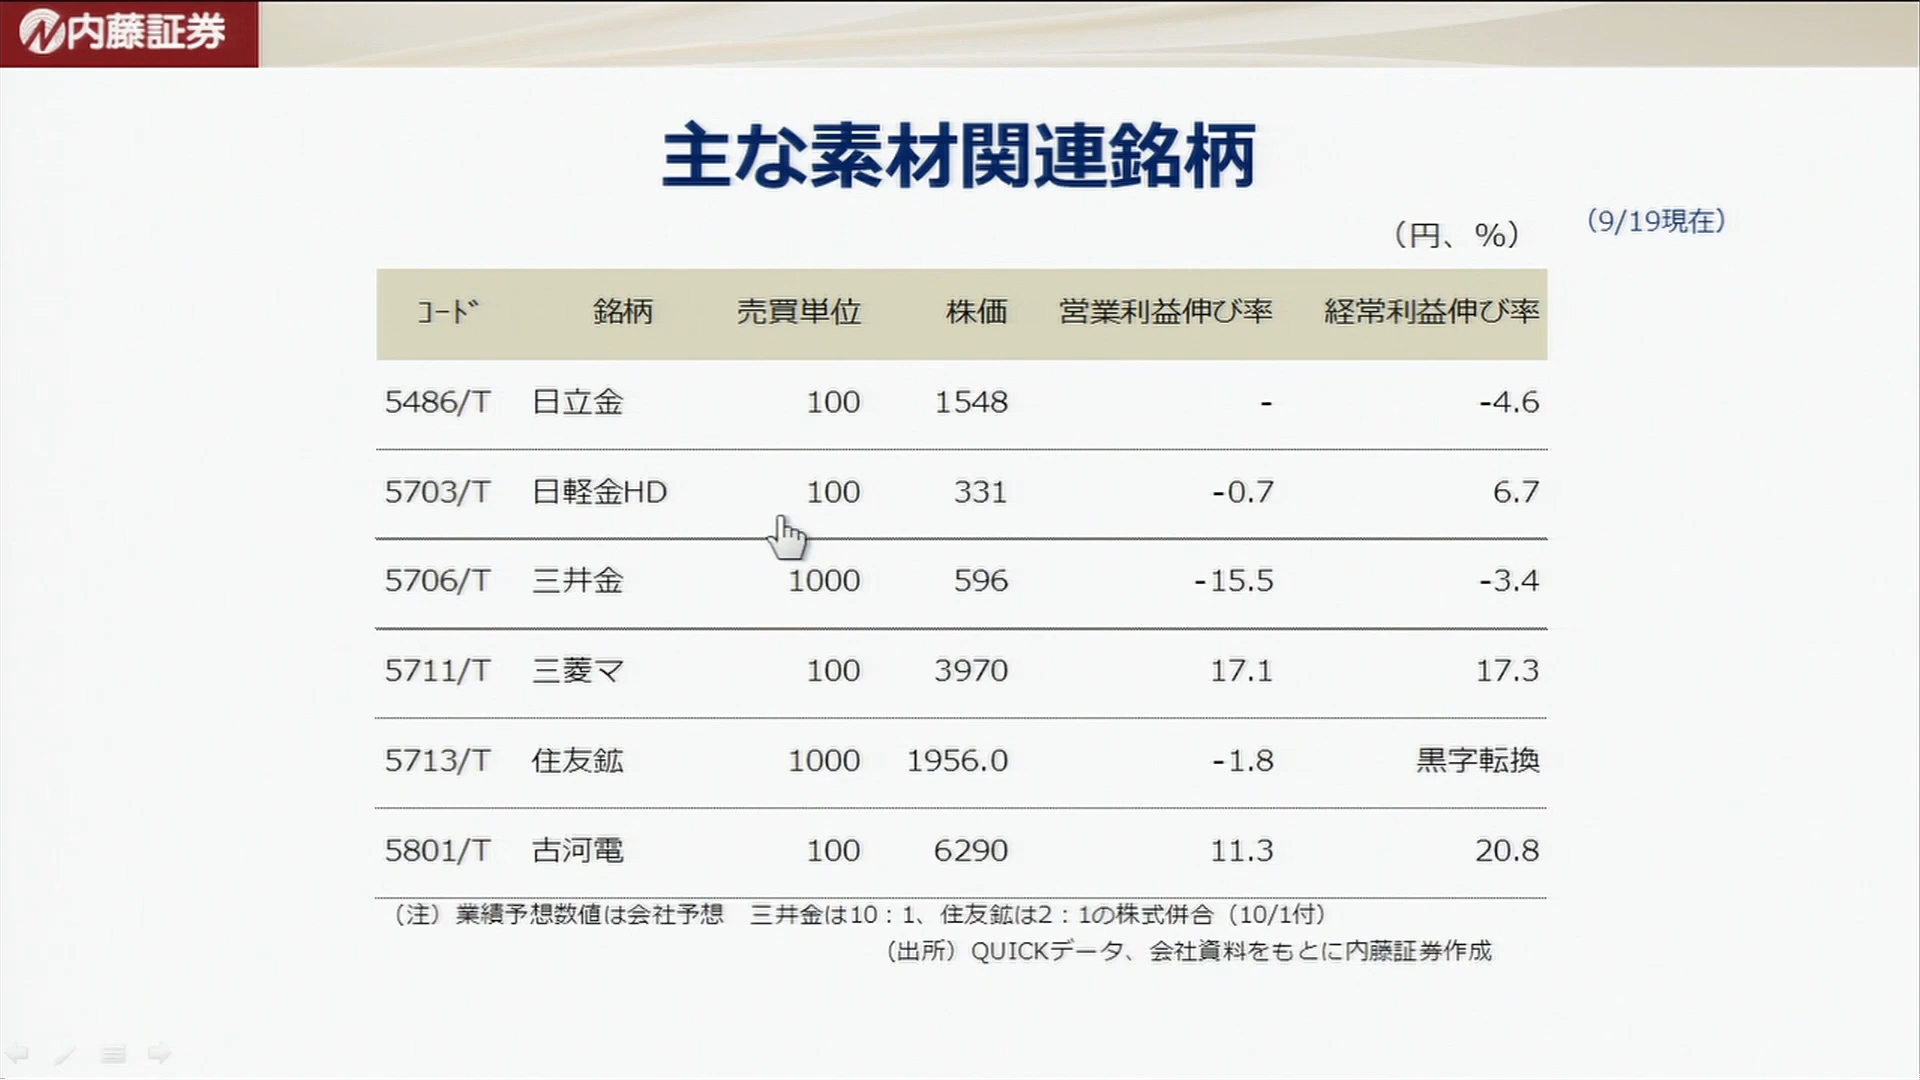 内藤証券
主な素材関連銘柄
（9/19現在）
（円、％）
ｺｰﾄﾞ 銘柄 売買単位 株価 営業利益伸び率 経常利益伸び率
5486/T 日立金 100 1548 - -4.6
5703/T 日軽金HD 100 331 -0.7 6.7
5706/T 三井金 1000 596 -15.5 -3.4
5711/T 三菱マ 100 3970 17.1 17.3
5713/T 住友鉱 1000 1956.0 -1.8 黒字転換
5801/T 古河電 100 6290 11.3 20.8
（注）業績予想数値は会社予想　三井金は10：1、住友鉱は2：1の株式併合（10/1付）
（出所）QUICKデータ、会社資料をもとに内藤証券作成